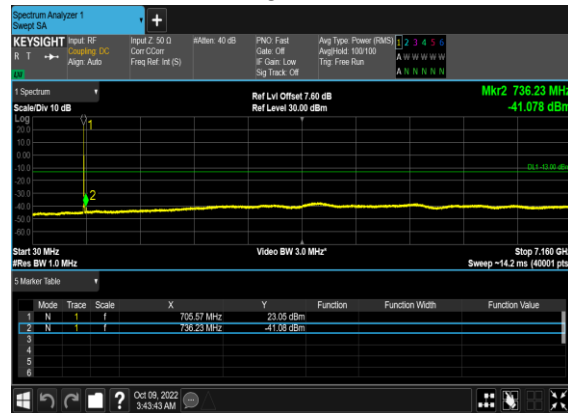 Spectrum Analyzer 1
Swept SA
+
KEYSIGHT Input: RF Input Z: 50 Ω #Atten: 40 dB PNO: Fast Avg Type: Power (RMS) 1 2 3 4 5 6
R T Coupling: DC Corr CCorr Gate: Off Avg|Hold: 100/100 A W W W W W
Align: Auto Freq Ref: Int (S) IF Gain: Low Trig: Free Run
LXI Sig Track: Off A N N N N N
1 Spectrum Ref Lvl Offset 7.60 dB Mkr2 736.23 MHz
Scale/Div 10 dB Ref Level 30.00 dBm -41.078 dBm
Log
1
20.0
10.0
0.00
-10.0 DL1 -13.00 dBm
-20.0
-30.0
2
-40.0
-50.0
-60.0
Start 30 MHz Video BW 3.0 MHz* Stop 7.160 GHz
#Res BW 1.0 MHz Sweep ~14.2 ms (40001 pts)
5 Marker Table
Mode Trace Scale X Y Function Function Width Function Value
1 N 1 f 705.57 MHz 23.05 dBm
2 N 1 f 736.23 MHz -41.08 dBm
3
4
5
6
? Oct 09, 2022
3:43:43 AM